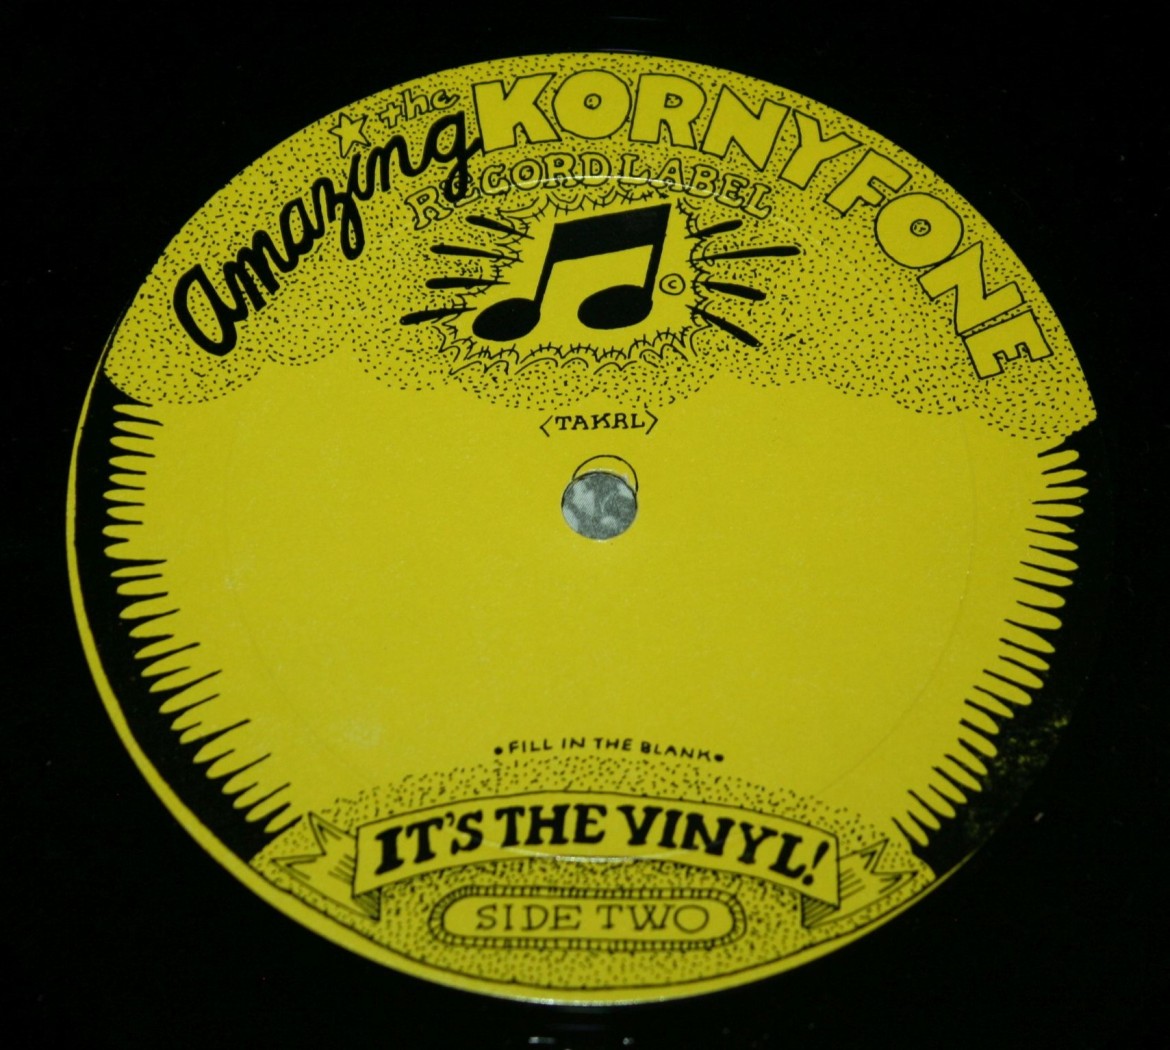 the
Amazing KORNYFONE
RECORD LABEL
©
<TAKRL>
•FILL IN THE BLANK•
IT'S THE VINYL!
SIDE TWO